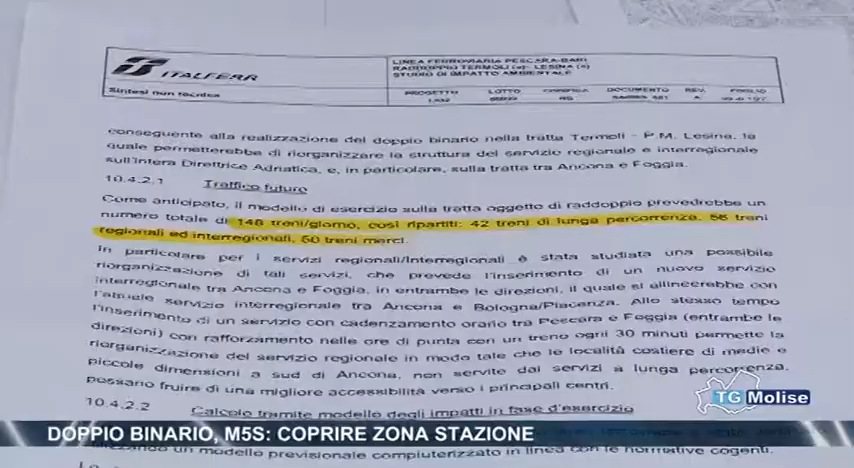 ITALFERR
LINEA FERROVIARIA PESCARA-BARI
RADDOPPIO TERMOLI (e)- LESINA (e)
STUDIO DI IMPATTO AMBIENTALE
Sintesi non tecnica
PROGETTO LOTTO CODIFICA DOCUMENTO REV. FOGLIO
conseguente alla realizzazione del doppio binario nella tratta Termoli - P.M. Lesina, la
quale permetterebbe di riorganizzare la struttura del servizio regionale e interregionale
sull'intera Direttrice Adriatica, e, in particolare, sulla tratta tra Ancona e Foggia.
10.4.2.1 Traffico futuro
Come anticipato, il modello di esercizio sulla tratta oggetto di raddoppio prevedrebbe un
numero totale di 148 treni/giorno, così ripartiti: 42 treni di lunga percorrenza, 56 treni
regionali ed interregionali, 50 treni merci.
In particolare per i servizi regionali/interregionali è stata studiata una possibile
riorganizzazione di tali servizi, che prevede l'inserimento di un nuovo servizio
interregionale tra Ancona e Foggia, in entrambe le direzioni, il quale si allineerebbe con
l'attuale servizio interregionale tra Ancona e Bologna/Piacenza. Allo stesso tempo
l'inserimento di un servizio con cadenzamento orario tra Pescara e Foggia (entrambe le
direzioni) con rafforzamento nelle ore di punta con un treno ogni 30 minuti permette la
riorganizzazione del servizio regionale in modo tale che le località costiere di medie e
piccole dimensioni a sud di Ancona, non servite dai servizi a lunga percorrenza,
possano fruire di una migliore accessibilità verso i principali centri.
10.4.2.2 Calcolo tramite modello degli impatti in fase d'esercizio
TG Molise
DOPPIO BINARIO, M5S: COPRIRE ZONA STAZIONE
un modello previsionale computerizzato in linea con le normative cogenti.